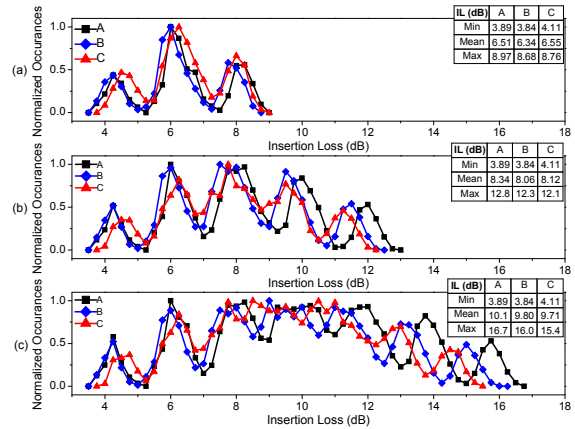 (a)
Normalized Occurances
1.0
0.5
0.0
A
B
C
4 6 8 10 12 14 16 18
Insertion Loss (dB)
IL (dB) A B C
Min 3.89 3.84 4.11
Mean 6.51 6.34 6.55
Max 8.97 8.68 8.76
(b)
Normalized Occurances
1.0
0.5
0.0
A
B
C
4 6 8 10 12 14 16 18
Insertion Loss (dB)
IL (dB) A B C
Min 3.89 3.84 4.11
Mean 8.34 8.06 8.12
Max 12.8 12.3 12.1
(c)
Normalized Occurances
1.0
0.5
0.0
A
B
C
4 6 8 10 12 14 16 18
Insertion Loss (dB)
IL (dB) A B C
Min 3.89 3.84 4.11
Mean 10.1 9.80 9.71
Max 16.7 16.0 15.4